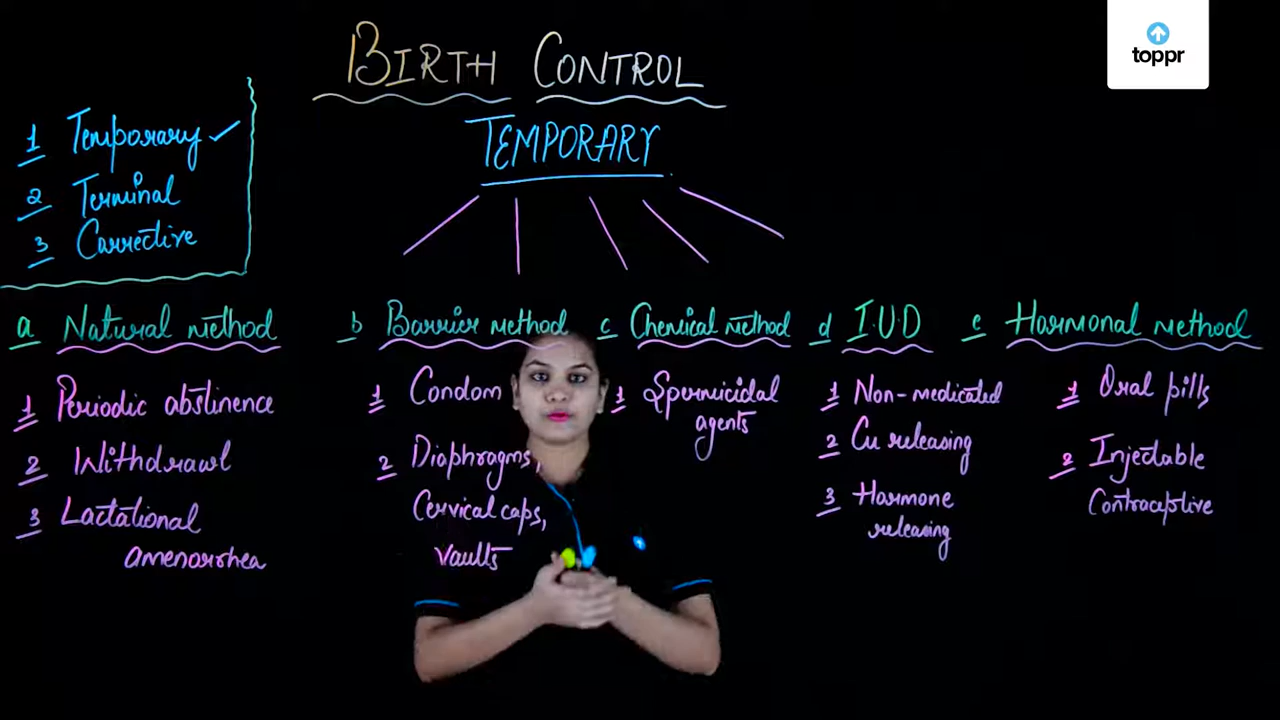 BIRTH CONTROL
toppr
TEMPORARY
1 Temporary ✓
2 Terminal
3 Corrective
a Natural method
1 Periodic abstinence
2 Withdrawl
3 Lactational
amenorrhea
b Barrier method
1 Condom
2 Diaphragms,
Cervical caps,
vaults
c Chemical method
1 Spermicidal
agents
d I.U.D
1 Non-medicated
2 Cu releasing
3 Hormone
releasing
e Hormonal method
1 Oral pills
2 Injectable
Contraceptive